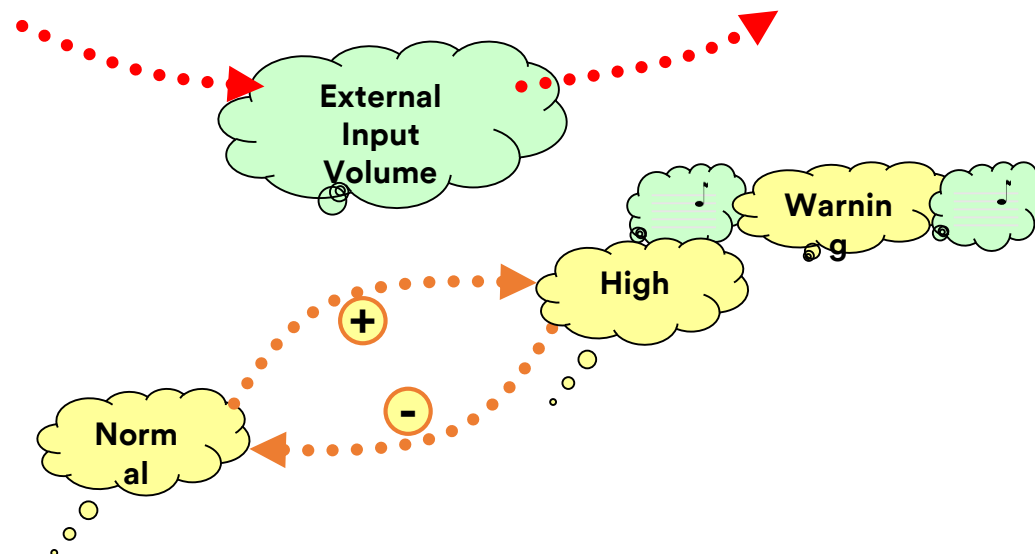 External
Input
Volume
Warnin
g
High
+
-
Norm
al